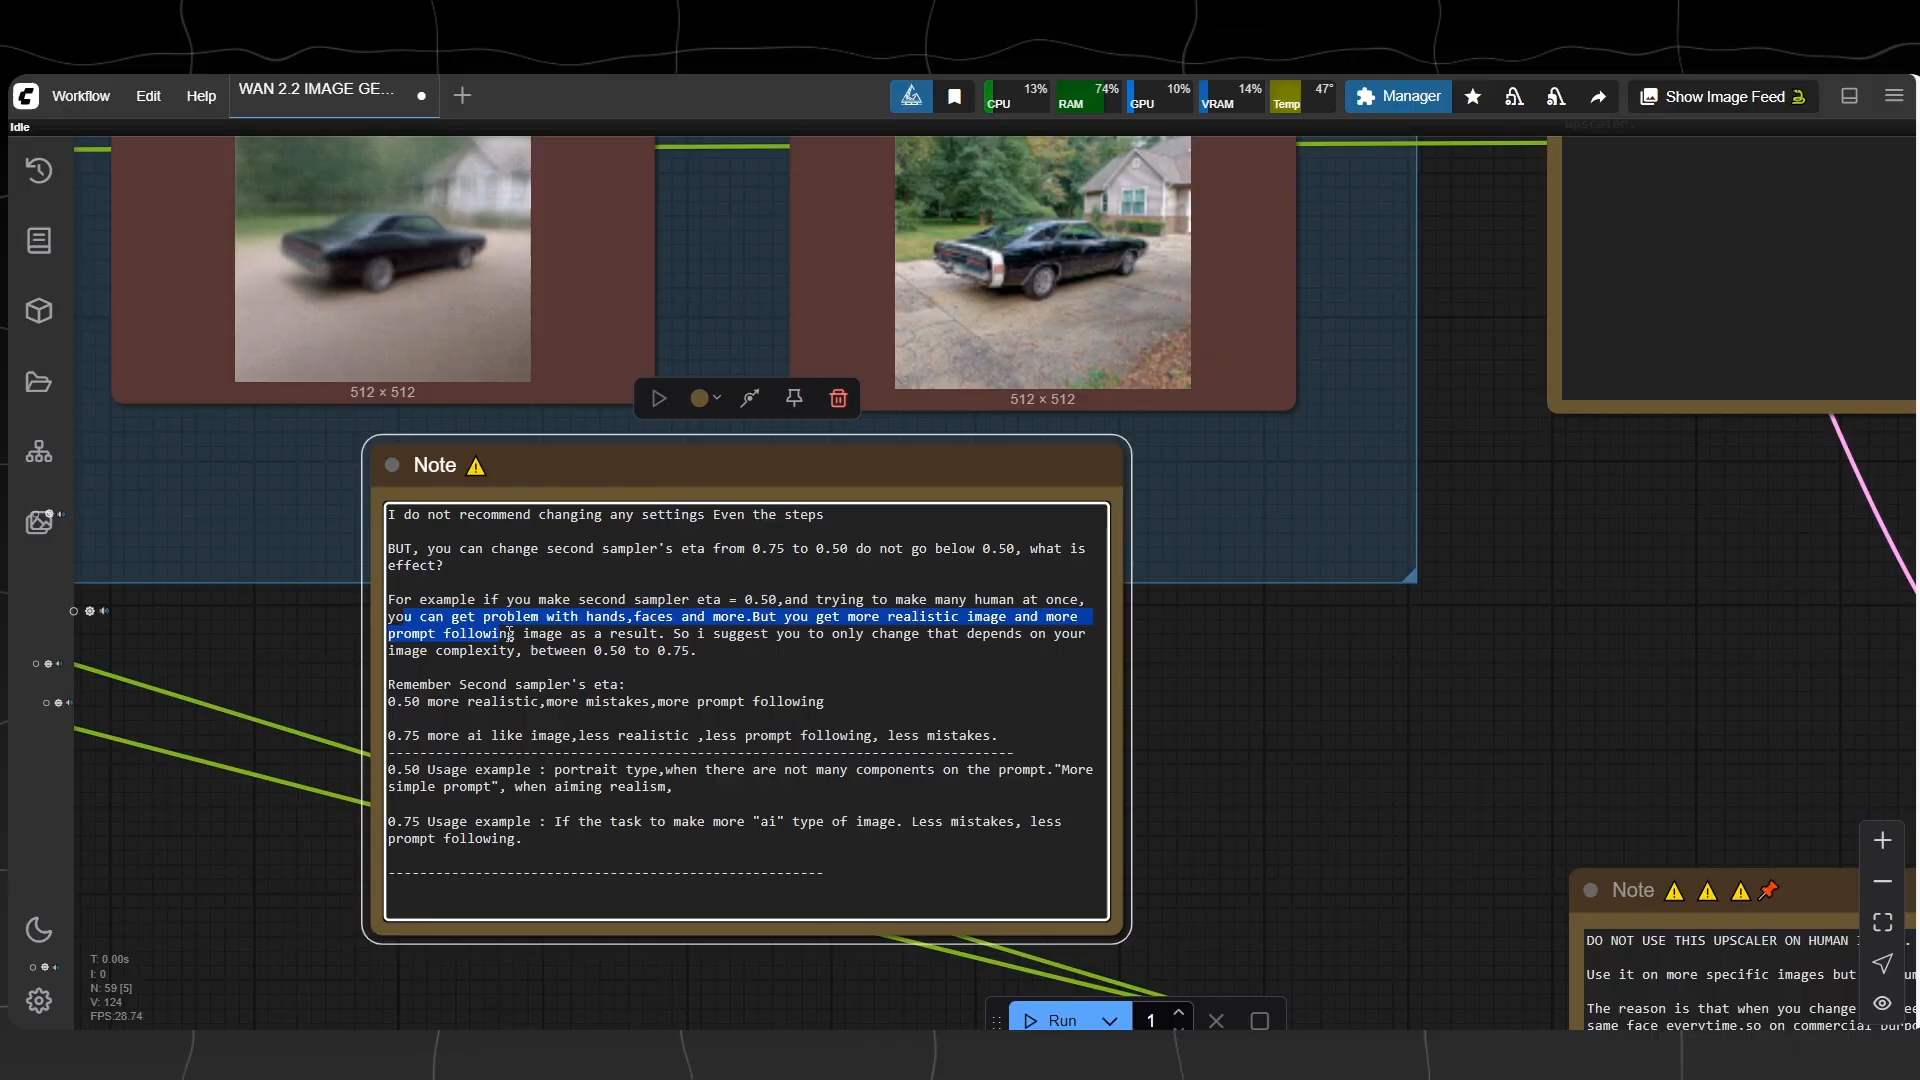 Workflow Edit Help WAN 2.2 IMAGE GE...
CPU 13% RAM 74% GPU 10% VRAM 14% Temp 47° Manager Show Image Feed
Idle
upscaler.
512 × 512
512 × 512
Note
I do not recommend changing any settings Even the steps
BUT, you can change second sampler's eta from 0.75 to 0.50 do not go below 0.50, what is
effect?
For example if you make second sampler eta = 0.50,and trying to make many human at once,
you can get problem with hands,faces and more.But you get more realistic image and more
prompt following image as a result. So i suggest you to only change that depends on your
image complexity, between 0.50 to 0.75.
Remember Second sampler's eta:
0.50 more realistic,more mistakes,more prompt following
0.75 more ai like image,less realistic ,less prompt following, less mistakes.
-------------------------------------------------------------------------------
0.50 Usage example : portrait type,when there are not many components on the prompt."More
simple prompt", when aiming realism,
0.75 Usage example : If the task to make more "ai" type of image. Less mistakes, less
prompt following.
-------------------------------------------------------
Note
DO NOT USE THIS UPSCALER ON HUMAN
Use it on more specific images but
The reason is that when you change
same face everytime.so on commercial
T: 0.00s
I: 0
N: 59 [5]
V: 124
FPS:28.74
Run 1